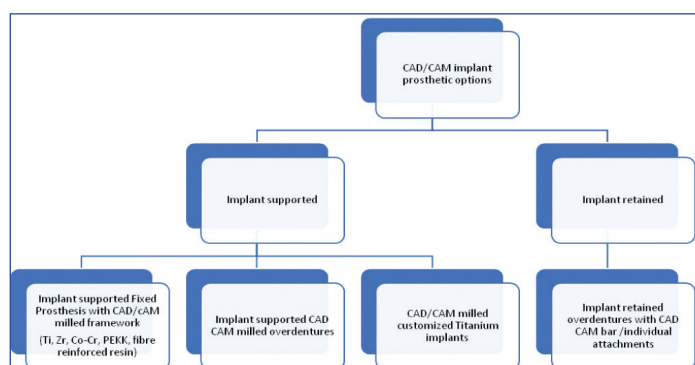 CAD/CAM implant
prosthetic options
Implant supported
Implant retained
Implant supported Fixed
Prosthesis with CAD/cAM
milled framework
(Ti, Zr, Co-Cr, PEKK, fibre
reinforced resin)
Implant supported CAD
CAM milled overdentures
CAD/CAM milled
customized Titanium
implants
Implant retained
overdentures with CAD
CAM bar /individual
attachments